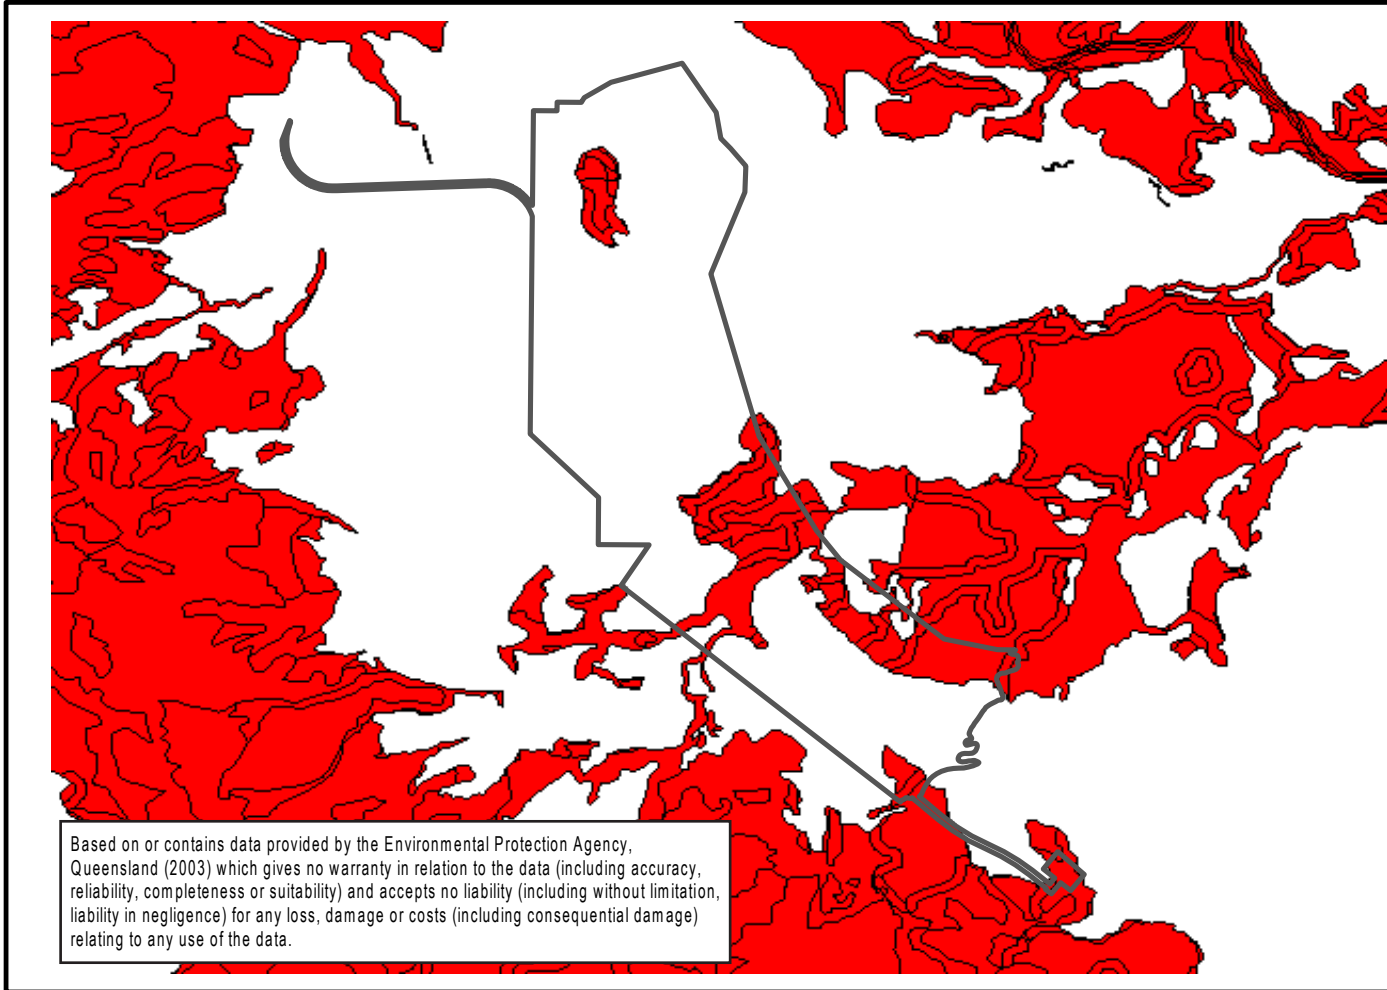 Based on or contains data provided by the Environmental Protection Agency,
Queensland (2003) which gives no warranty in relation to the data (including accuracy,
reliability, completeness or suitability) and accepts no liability (including without limitation,
liability in negligence) for any loss, damage or costs (including consequential damage)
relating to any use of the data.